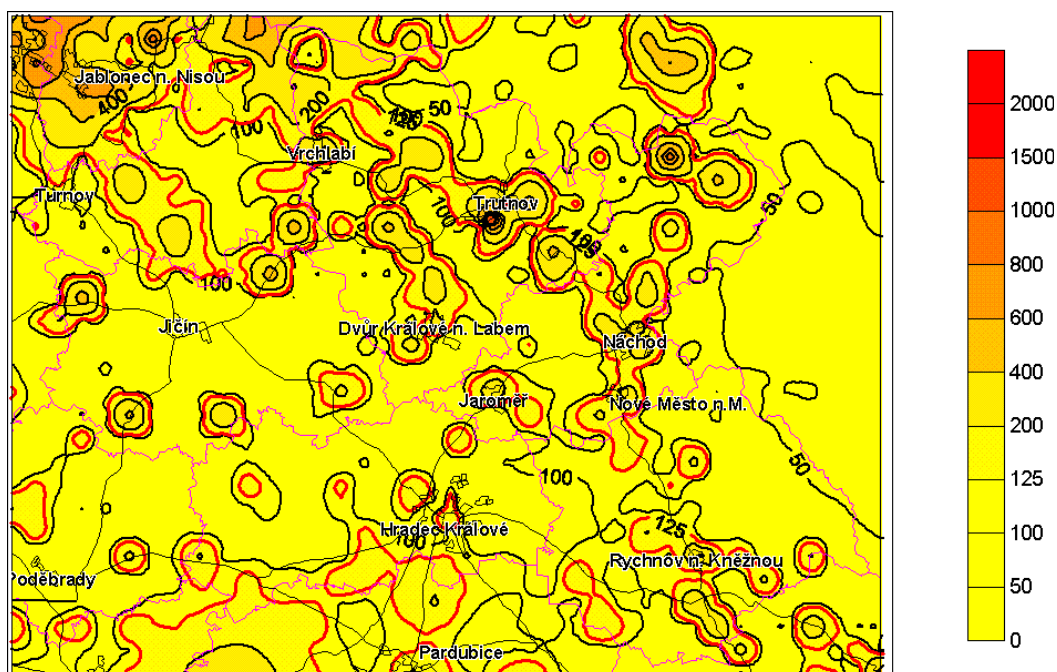 Jablonec n. Nisou
400
200
50
125
100
Vrchlabí
Turnov
Trutnov
100
50
100
125
100
Jičín
Dvůr Králové n. Labem
Náchod
Jaroměř
Nové Město n.M.
100
50
125
Hradec Králové
100
Rychnov n. Kněžnou
Poděbrady
Pardubice
2000
1500
1000
800
600
400
200
125
100
50
0